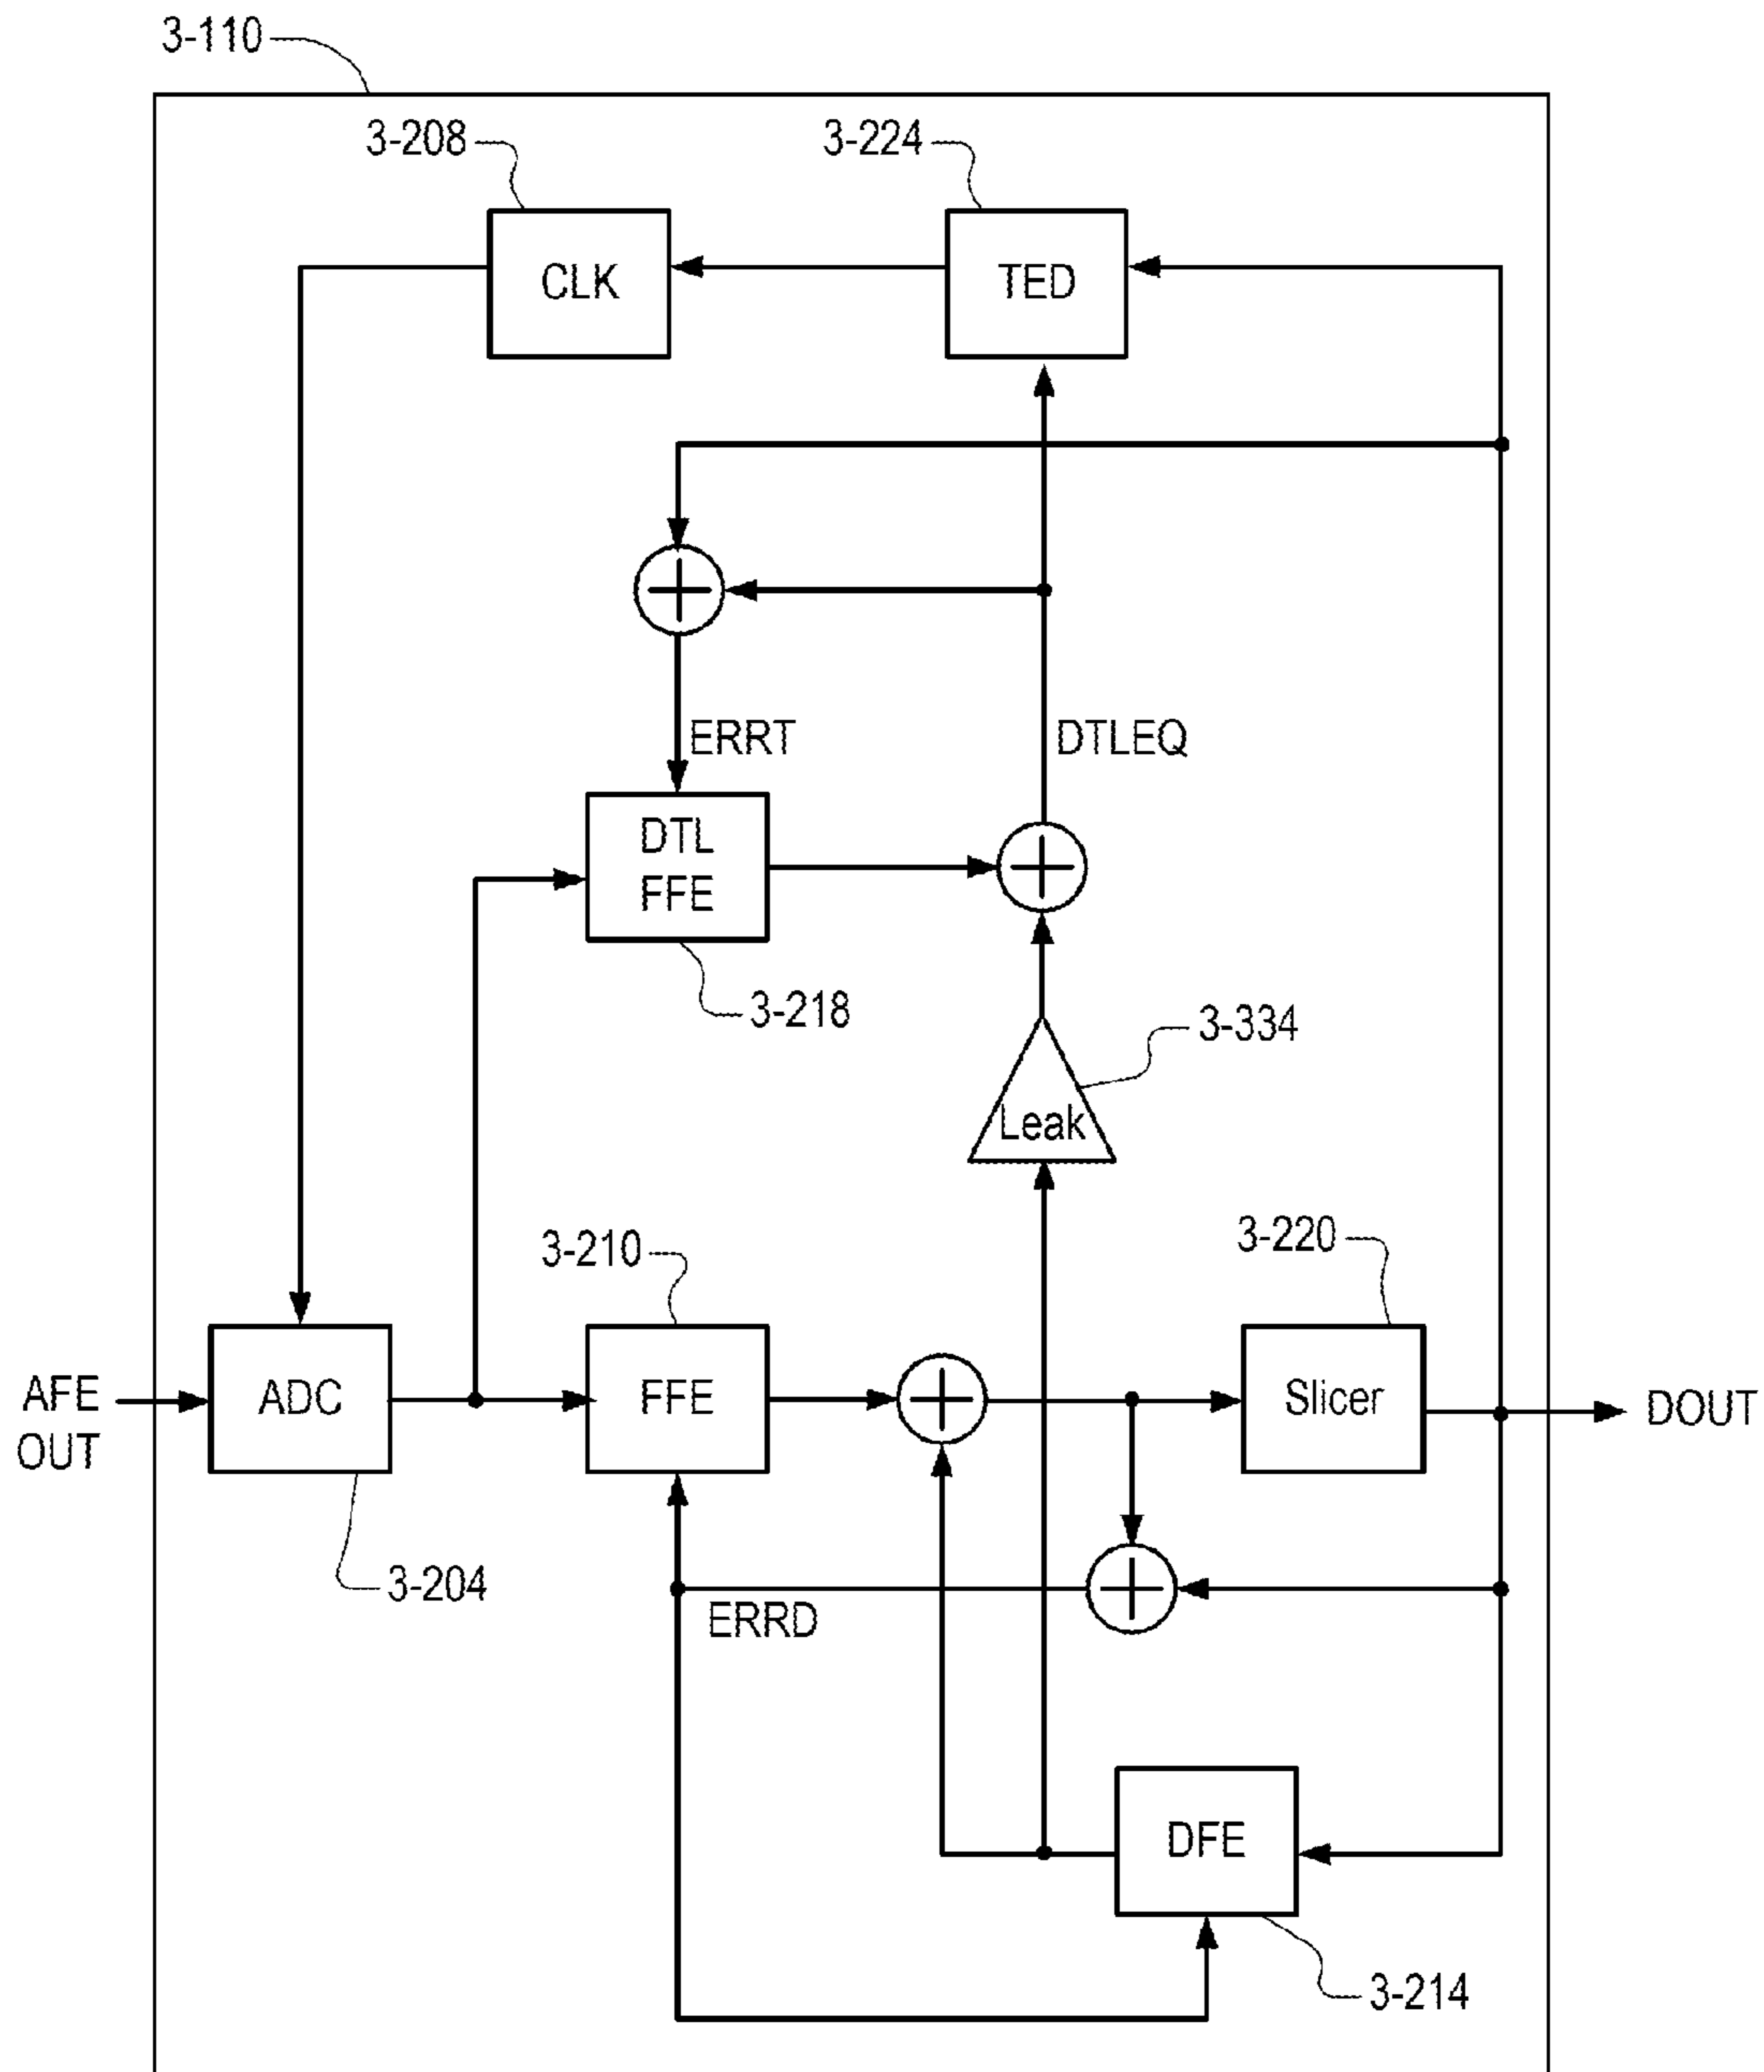 3-110
3-208
3-224
CLK
TED
ERRT
DTLEQ
DTL
FFE
3-218
3-334
Leak
3-210
3-220
AFE
OUT
ADC
FFE
Slicer
DOUT
3-204
ERRD
DFE
3-214